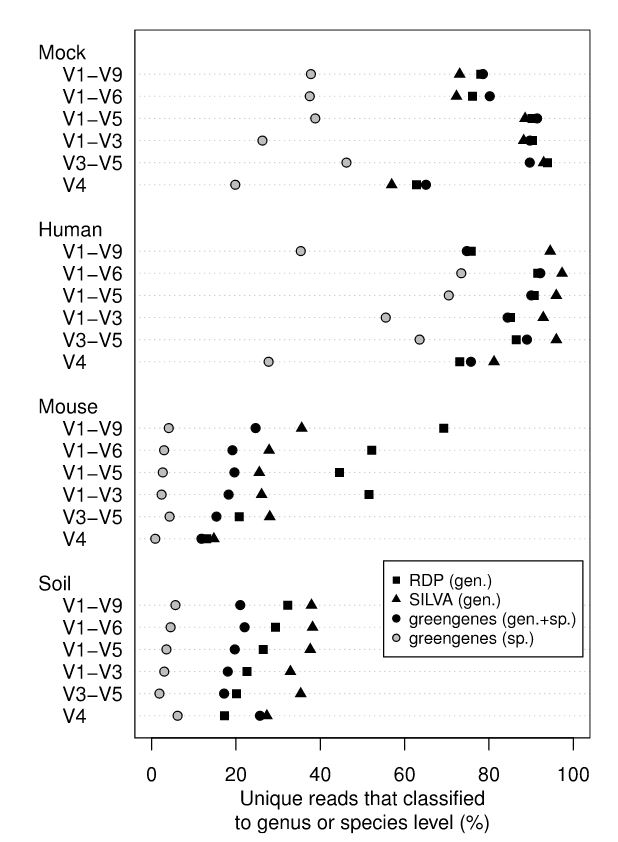 Mock
V1−V9
V1−V6
V1−V5
V1−V3
V3−V5
V4
Human
V1−V9
V1−V6
V1−V5
V1−V3
V3−V5
V4
Mouse
V1−V9
V1−V6
V1−V5
V1−V3
V3−V5
V4
Soil
V1−V9
V1−V6
V1−V5
V1−V3
V3−V5
V4
RDP (gen.)
SILVA (gen.)
greengenes (gen.+sp.)
greengenes (sp.)
0 20 40 60 80 100
Unique reads that classified
to genus or species level (%)